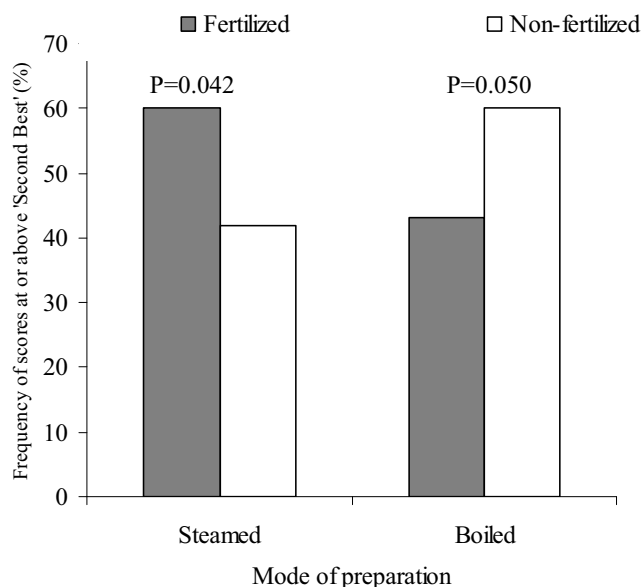 Fertilized Non-fertilized
70
P=0.042 P=0.050
60
50
40
30
20
10
0
Frequency of scores at or above 'Second Best' (%)
Steamed Boiled
Mode of preparation